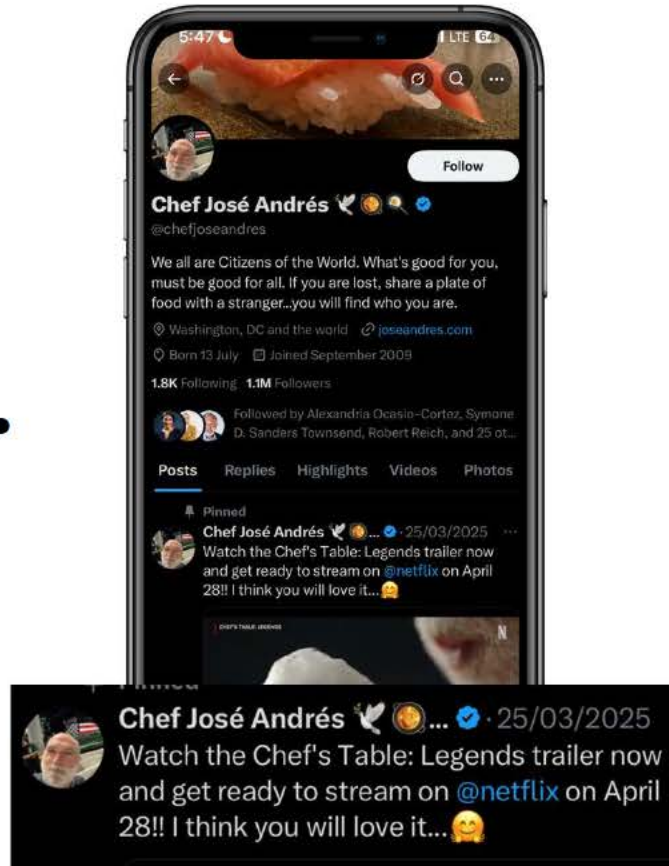 5:47 LTE 64
Follow
Chef José Andrés 🕊️🥘🍳
@chefjoseandres
We all are Citizens of the World. What's good for you,
must be good for all. If you are lost, share a plate of
food with a stranger...you will find who you are.
Washington, DC and the world joseandres.com
Born 13 July Joined September 2009
1.8K Following 1.1M Followers
Followed by Alexandria Ocasio-Cortez, Symone
D. Sanders Townsend, Robert Reich, and 25 ot...
Posts Replies Highlights Videos Photos
Pinned
Chef José Andrés 🕊️🥘... · 25/03/2025 ...
Watch the Chef's Table: Legends trailer now
and get ready to stream on @netflix on April
28!! I think you will love it...🤗
CHEF'S TABLE: LEGENDS N
Pinned
Chef José Andrés 🕊️🥘... · 25/03/2025
Watch the Chef's Table: Legends trailer now
and get ready to stream on @netflix on April
28!! I think you will love it...🤗